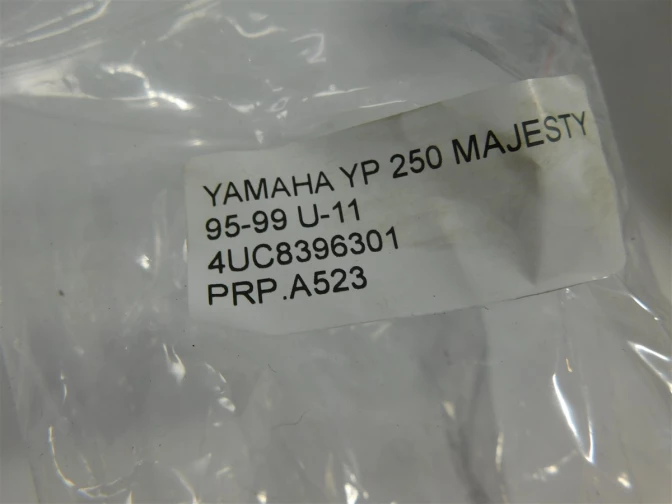 YAMAHA YP 250 MAJESTY
95-99 U-11
4UC8396301
PRP.A523